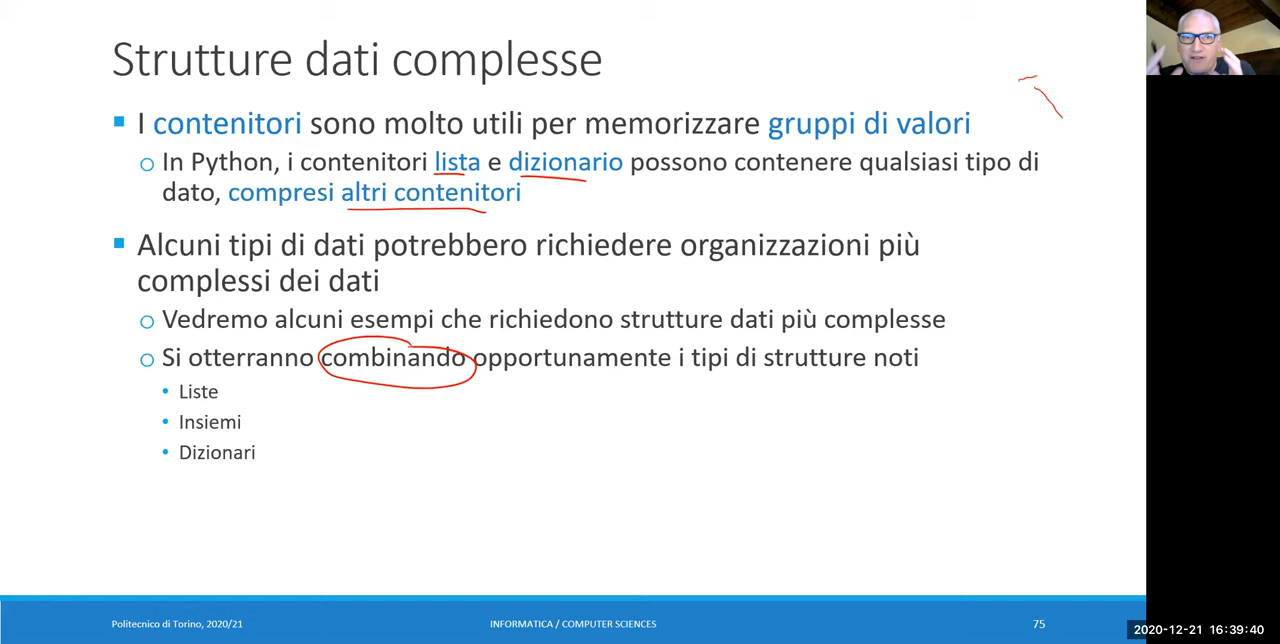 Strutture dati complesse
I contenitori sono molto utili per memorizzare gruppi di valori
In Python, i contenitori lista e dizionario possono contenere qualsiasi tipo di
dato, compresi altri contenitori
Alcuni tipi di dati potrebbero richiedere organizzazioni più
complessi dei dati
Vedremo alcuni esempi che richiedono strutture dati più complesse
Si otterranno combinando opportunamente i tipi di strutture noti
Liste
Insiemi
Dizionari
Politecnico di Torino, 2020/21 INFORMATICA / COMPUTER SCIENCES 75
2020-12-21 16:39:40